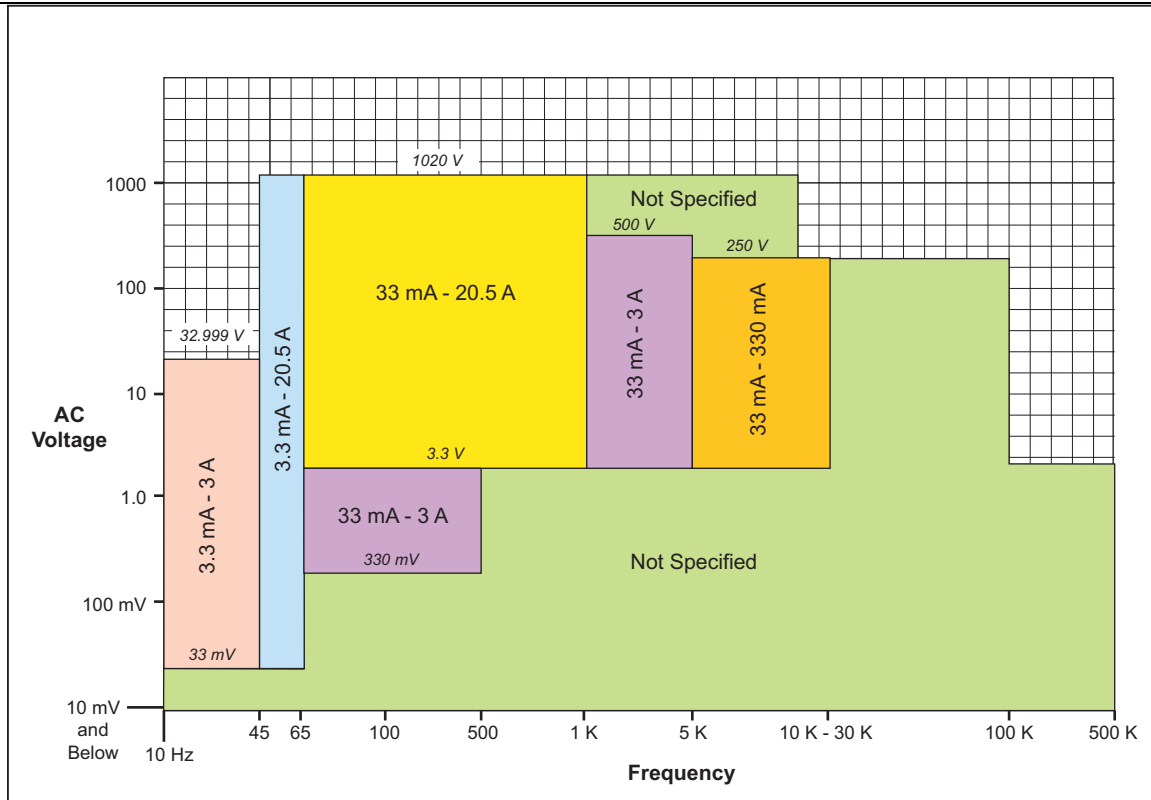 1020 V
1000
Not Specified
500 V
250 V
33 mA - 20.5 A
100
33 mA - 3 A
33 mA - 330 mA
32.999 V
3.3 mA - 20.5 A
10
AC
Voltage
3.3 V
3.3 mA - 3 A
1.0
33 mA - 3 A
330 mV
Not Specified
100 mV
33 mV
10 mV
and
Below
10 Hz
45
65
100
500
1 K
5 K
10 K - 30 K
100 K
500 K
Frequency